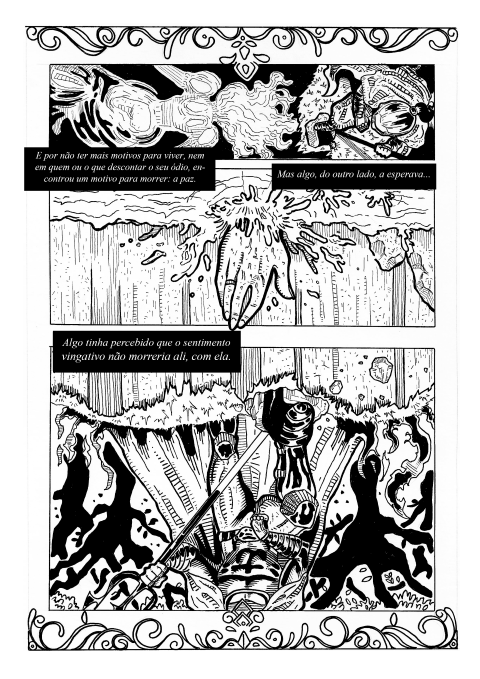 E por não ter mais motivos para viver, nem
em quem ou o que descontar o seu ódio, en-
controu um motivo para morrer: a paz.
Mas algo, do outro lado, a esperava...
Algo tinha percebido que o sentimento
vingativo não morreria ali, com ela.